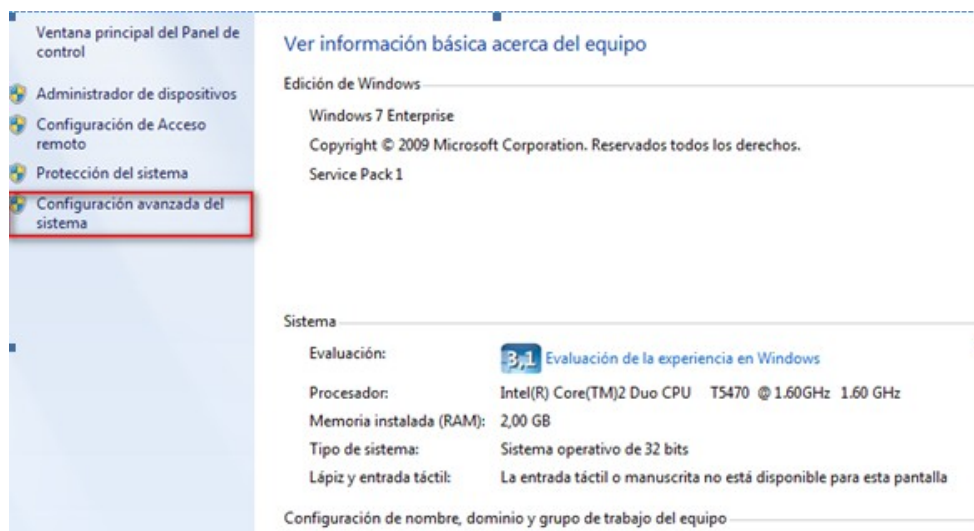 Ventana principal del Panel de
control
Administrador de dispositivos
Configuración de Acceso
remoto
Protección del sistema
Configuración avanzada del
sistema
Ver información básica acerca del equipo
Edición de Windows
Windows 7 Enterprise
Copyright © 2009 Microsoft Corporation. Reservados todos los derechos.
Service Pack 1
Sistema
Evaluación: 3,1 Evaluación de la experiencia en Windows
Procesador: Intel(R) Core(TM)2 Duo CPU T5470 @ 1.60GHz 1.60 GHz
Memoria instalada (RAM): 2,00 GB
Tipo de sistema: Sistema operativo de 32 bits
Lápiz y entrada táctil: La entrada táctil o manuscrita no está disponible para esta pantalla
Configuración de nombre, dominio y grupo de trabajo del equipo